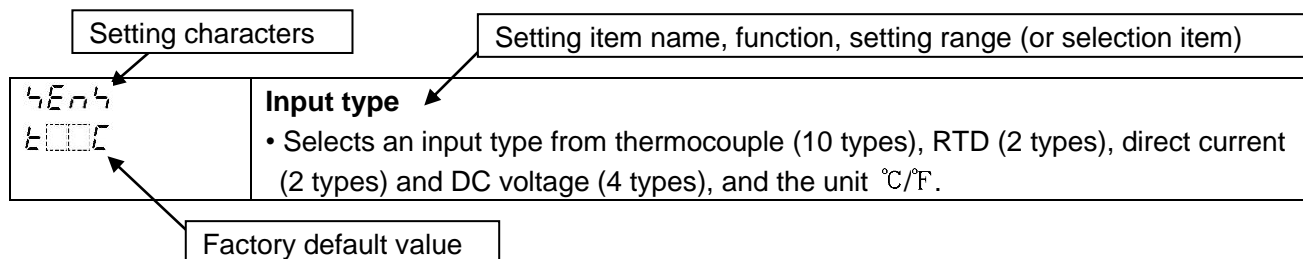 Setting characters
Setting item name, function, setting range (or selection item)
SEnS
Input type
• Selects an input type from thermocouple (10 types), RTD (2 types), direct current
(2 types) and DC voltage (4 types), and the unit ℃/℉.
Factory default value